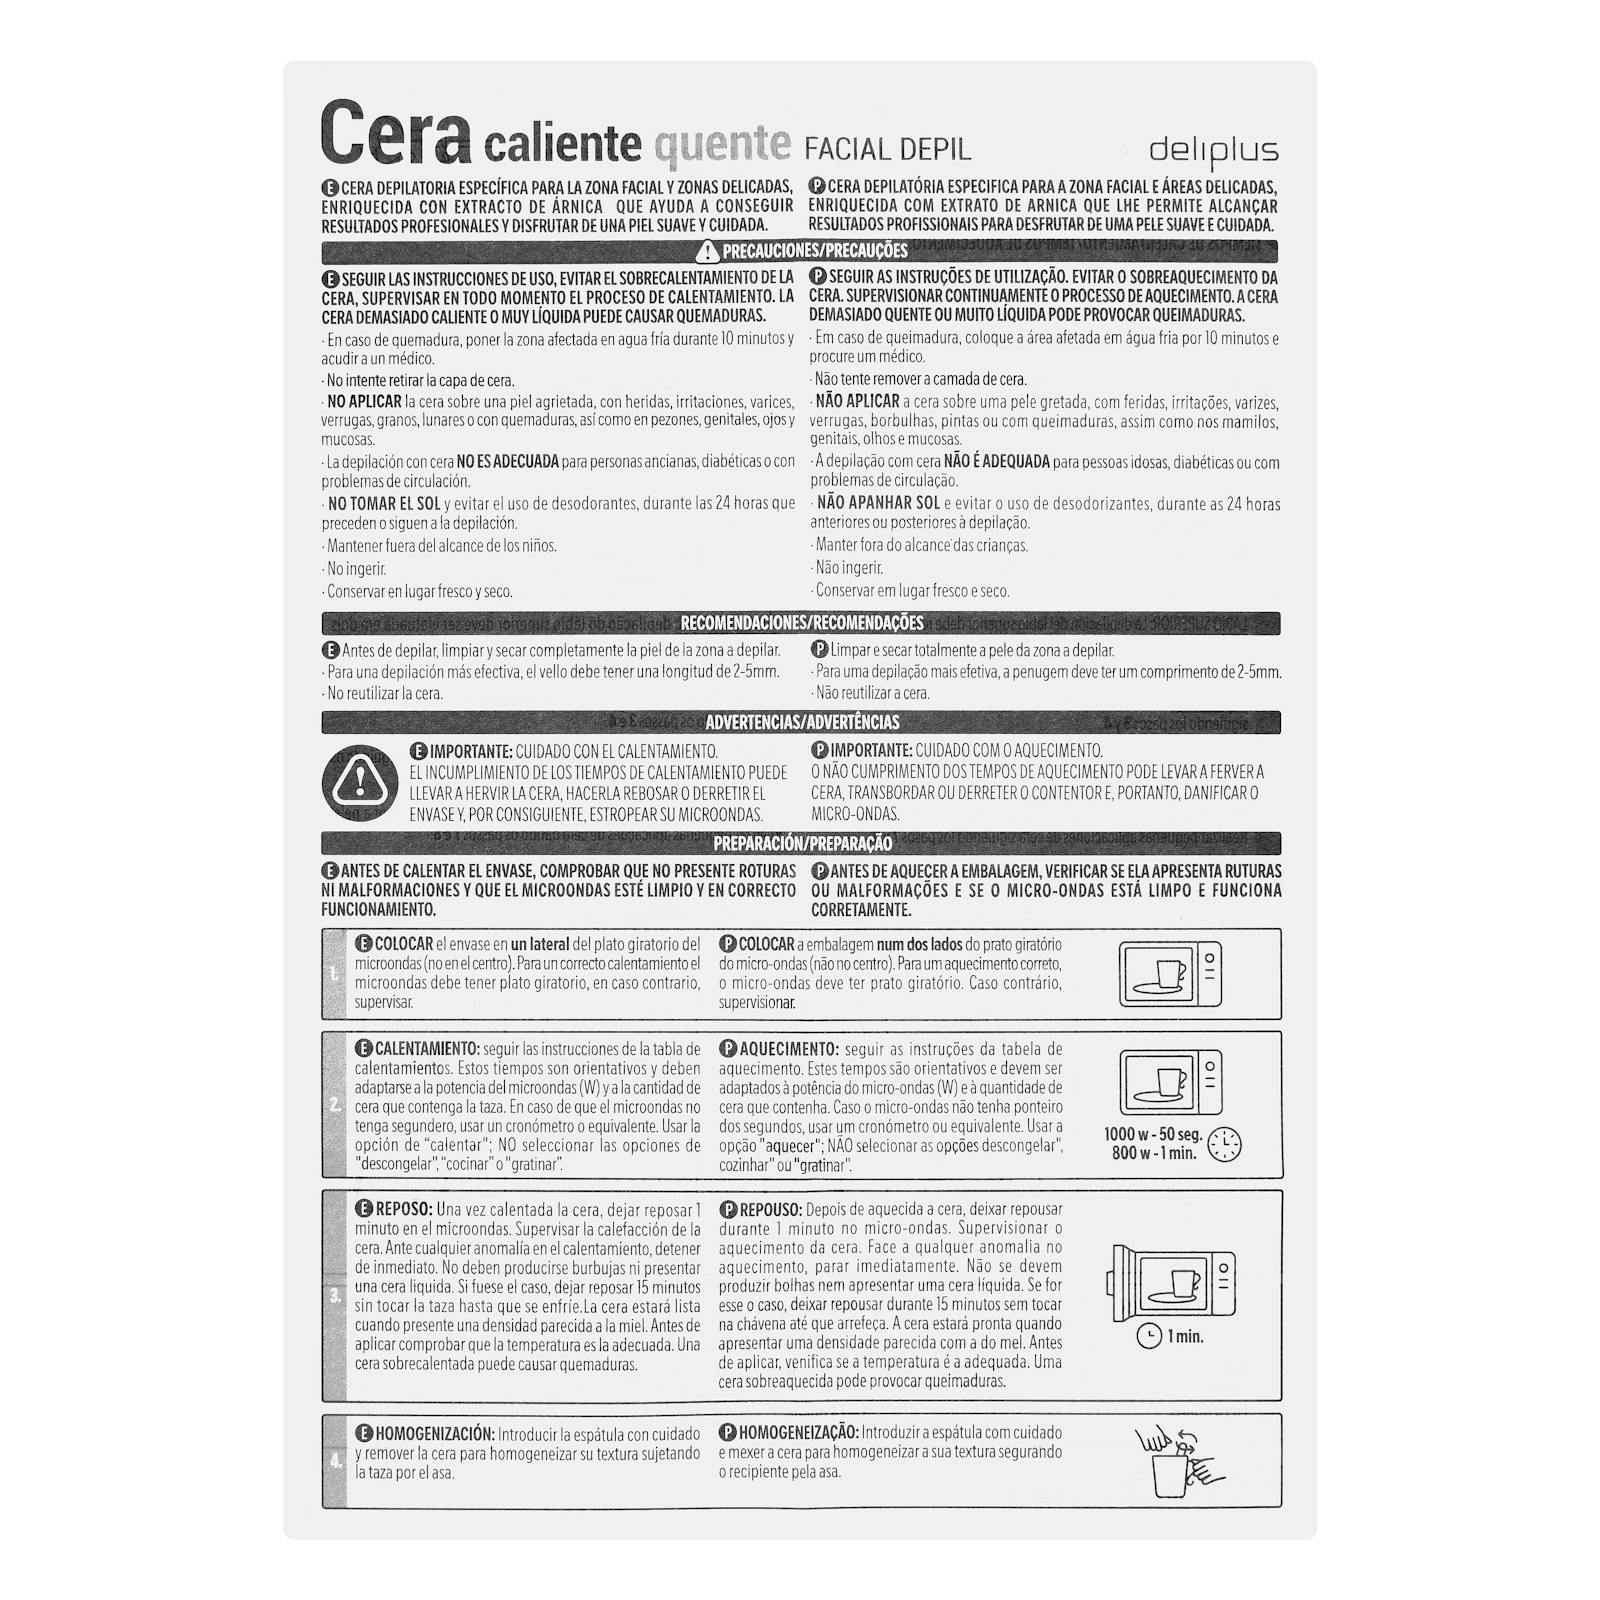 Cera caliente quente FACIAL DEPIL
deliplus
E CERA DEPILATORIA ESPECÍFICA PARA LA ZONA FACIAL Y ZONAS DELICADAS,
ENRIQUECIDA CON EXTRACTO DE ÁRNICA QUE AYUDA A CONSEGUIR
RESULTADOS PROFESIONALES Y DISFRUTAR DE UNA PIEL SUAVE Y CUIDADA.
P CERA DEPILATÓRIA ESPECIFICA PARA A ZONA FACIAL E ÁREAS DELICADAS,
ENRIQUECIDA COM EXTRATO DE ARNICA QUE LHE PERMITE ALCANÇAR
RESULTADOS PROFISSIONAIS PARA DESFRUTAR DE UMA PELE SUAVE E CUIDADA.
PRECAUCIONES/PRECAUÇÕES
E SEGUIR LAS INSTRUCCIONES DE USO, EVITAR EL SOBRECALENTAMIENTO DE LA
CERA, SUPERVISAR EN TODO MOMENTO EL PROCESO DE CALENTAMIENTO. LA
CERA DEMASIADO CALIENTE O MUY LÍQUIDA PUEDE CAUSAR QUEMADURAS.
· En caso de quemadura, poner la zona afectada en agua fría durante 10 minutos y
acudir a un médico.
· No intente retirar la capa de cera.
· NO APLICAR la cera sobre una piel agrietada, con heridas, irritaciones, varices,
verrugas, granos, lunares o con quemaduras, así como en pezones, genitales, ojos y
mucosas.
· La depilación con cera NO ES ADECUADA para personas ancianas, diabéticas o con
problemas de circulación.
· NO TOMAR EL SOL y evitar el uso de desodorantes, durante las 24 horas que
preceden o siguen a la depilación.
· Mantener fuera del alcance de los niños.
· No ingerir.
· Conservar en lugar fresco y seco.
P SEGUIR AS INSTRUÇÕES DE UTILIZAÇÃO. EVITAR O SOBREAQUECIMENTO DA
CERA. SUPERVISIONAR CONTINUAMENTE O PROCESSO DE AQUECIMENTO. A CERA
DEMASIADO QUENTE OU MUITO LÍQUIDA PODE PROVOCAR QUEIMADURAS.
· Em caso de queimadura, coloque a área afetada em água fria por 10 minutos e
procure um médico.
· Não tente remover a camada de cera.
· NÃO APLICAR a cera sobre uma pele gretada, com feridas, irritações, varizes,
verrugas, borbulhas, pintas ou com queimaduras, assim como nos mamilos,
genitais, olhos e mucosas.
· A depilação com cera NÃO É ADEQUADA para pessoas idosas, diabéticas ou com
problemas de circulação.
· NÃO APANHAR SOL e evitar o uso de desodorizantes, durante as 24 horas
anteriores ou posteriores à depilação.
· Manter fora do alcance das crianças.
· Não ingerir.
· Conservar em lugar fresco e seco.
RECOMENDACIONES/RECOMENDAÇÕES
E Antes de depilar, limpiar y secar completamente la piel de la zona a depilar.
· Para una depilación más efectiva, el vello debe tener una longitud de 2-5mm.
· No reutilizar la cera.
P Limpar e secar totalmente a pele da zona a depilar.
· Para uma depilação mais efetiva, a penugem deve ter um comprimento de 2-5mm.
· Não reutilizar a cera.
ADVERTENCIAS/ADVERTÊNCIAS
E IMPORTANTE: CUIDADO CON EL CALENTAMIENTO.
EL INCUMPLIMIENTO DE LOS TIEMPOS DE CALENTAMIENTO PUEDE
LLEVAR A HERVIR LA CERA, HACERLA REBOSAR O DERRETIR EL
ENVASE Y, POR CONSIGUIENTE, ESTROPEAR SU MICROONDAS.
P IMPORTANTE: CUIDADO COM O AQUECIMENTO.
O NÃO CUMPRIMENTO DOS TEMPOS DE AQUECIMENTO PODE LEVAR A FERVER A
CERA, TRANSBORDAR OU DERRETER O CONTENTOR E, PORTANTO, DANIFICAR O
MICRO-ONDAS.
PREPARACIÓN/PREPARAÇÃO
E ANTES DE CALENTAR EL ENVASE, COMPROBAR QUE NO PRESENTE ROTURAS
NI MALFORMACIONES Y QUE EL MICROONDAS ESTÉ LIMPIO Y EN CORRECTO
FUNCIONAMIENTO.
P ANTES DE AQUECER A EMBALAGEM, VERIFICAR SE ELA APRESENTA RUTURAS
OU MALFORMAÇÕES E SE O MICRO-ONDAS ESTÁ LIMPO E FUNCIONA
CORRETAMENTE.
1.
E COLOCAR el envase en un lateral del plato giratorio del
microondas (no en el centro). Para un correcto calentamiento el
microondas debe tener plato giratorio, en caso contrario,
supervisar.
P COLOCAR a embalagem num dos lados do prato giratório
do micro-ondas (não no centro). Para um aquecimento correto,
o micro-ondas deve ter prato giratório. Caso contrário,
supervisionar.
2.
E CALENTAMIENTO: seguir las instrucciones de la tabla de
calentamientos. Estos tiempos son orientativos y deben
adaptarse a la potencia del microondas (W) y a la cantidad de
cera que contenga la taza. En caso de que el microondas no
tenga segundero, usar un cronómetro o equivalente. Usar la
opción de "calentar"; NO seleccionar las opciones de
"descongelar", "cocinar" o "gratinar".
P AQUECIMENTO: seguir as instruções da tabela de
aquecimento. Estes tempos são orientativos e devem ser
adaptados à potência do micro-ondas (W) e à quantidade de
cera que contenha. Caso o micro-ondas não tenha ponteiro
dos segundos, usar um cronómetro ou equivalente. Usar a
opção "aquecer"; NÃO selecionar as opções descongelar",
cozinhar" ou "gratinar".
1000 w - 50 seg.
800 w - 1 min.
3.
E REPOSO: Una vez calentada la cera, dejar reposar 1
minuto en el microondas. Supervisar la calefacción de la
cera. Ante cualquier anomalía en el calentamiento, detener
de inmediato. No deben producirse burbujas ni presentar
una cera líquida. Si fuese el caso, dejar reposar 15 minutos
sin tocar la taza hasta que se enfríe.La cera estará lista
cuando presente una densidad parecida a la miel. Antes de
aplicar comprobar que la temperatura es la adecuada. Una
cera sobrecalentada puede causar quemaduras.
P REPOUSO: Depois de aquecida a cera, deixar repousar
durante 1 minuto no micro-ondas. Supervisionar o
aquecimento da cera. Face a qualquer anomalia no
aquecimento, parar imediatamente. Não se devem
produzir bolhas nem apresentar uma cera líquida. Se for
esse o caso, deixar repousar durante 15 minutos sem tocar
na chávena até que arrefeça. A cera estará pronta quando
apresentar uma densidade parecida com a do mel. Antes
de aplicar, verifica se a temperatura é a adequada. Uma
cera sobreaquecida pode provocar queimaduras.
1 min.
4.
E HOMOGENIZACIÓN: Introducir la espátula con cuidado
y remover la cera para homogeneizar su textura sujetando
la taza por el asa.
P HOMOGENEIZAÇÃO: Introduzir a espátula com cuidado
e mexer a cera para homogeneizar a sua textura segurando
o recipiente pela asa.